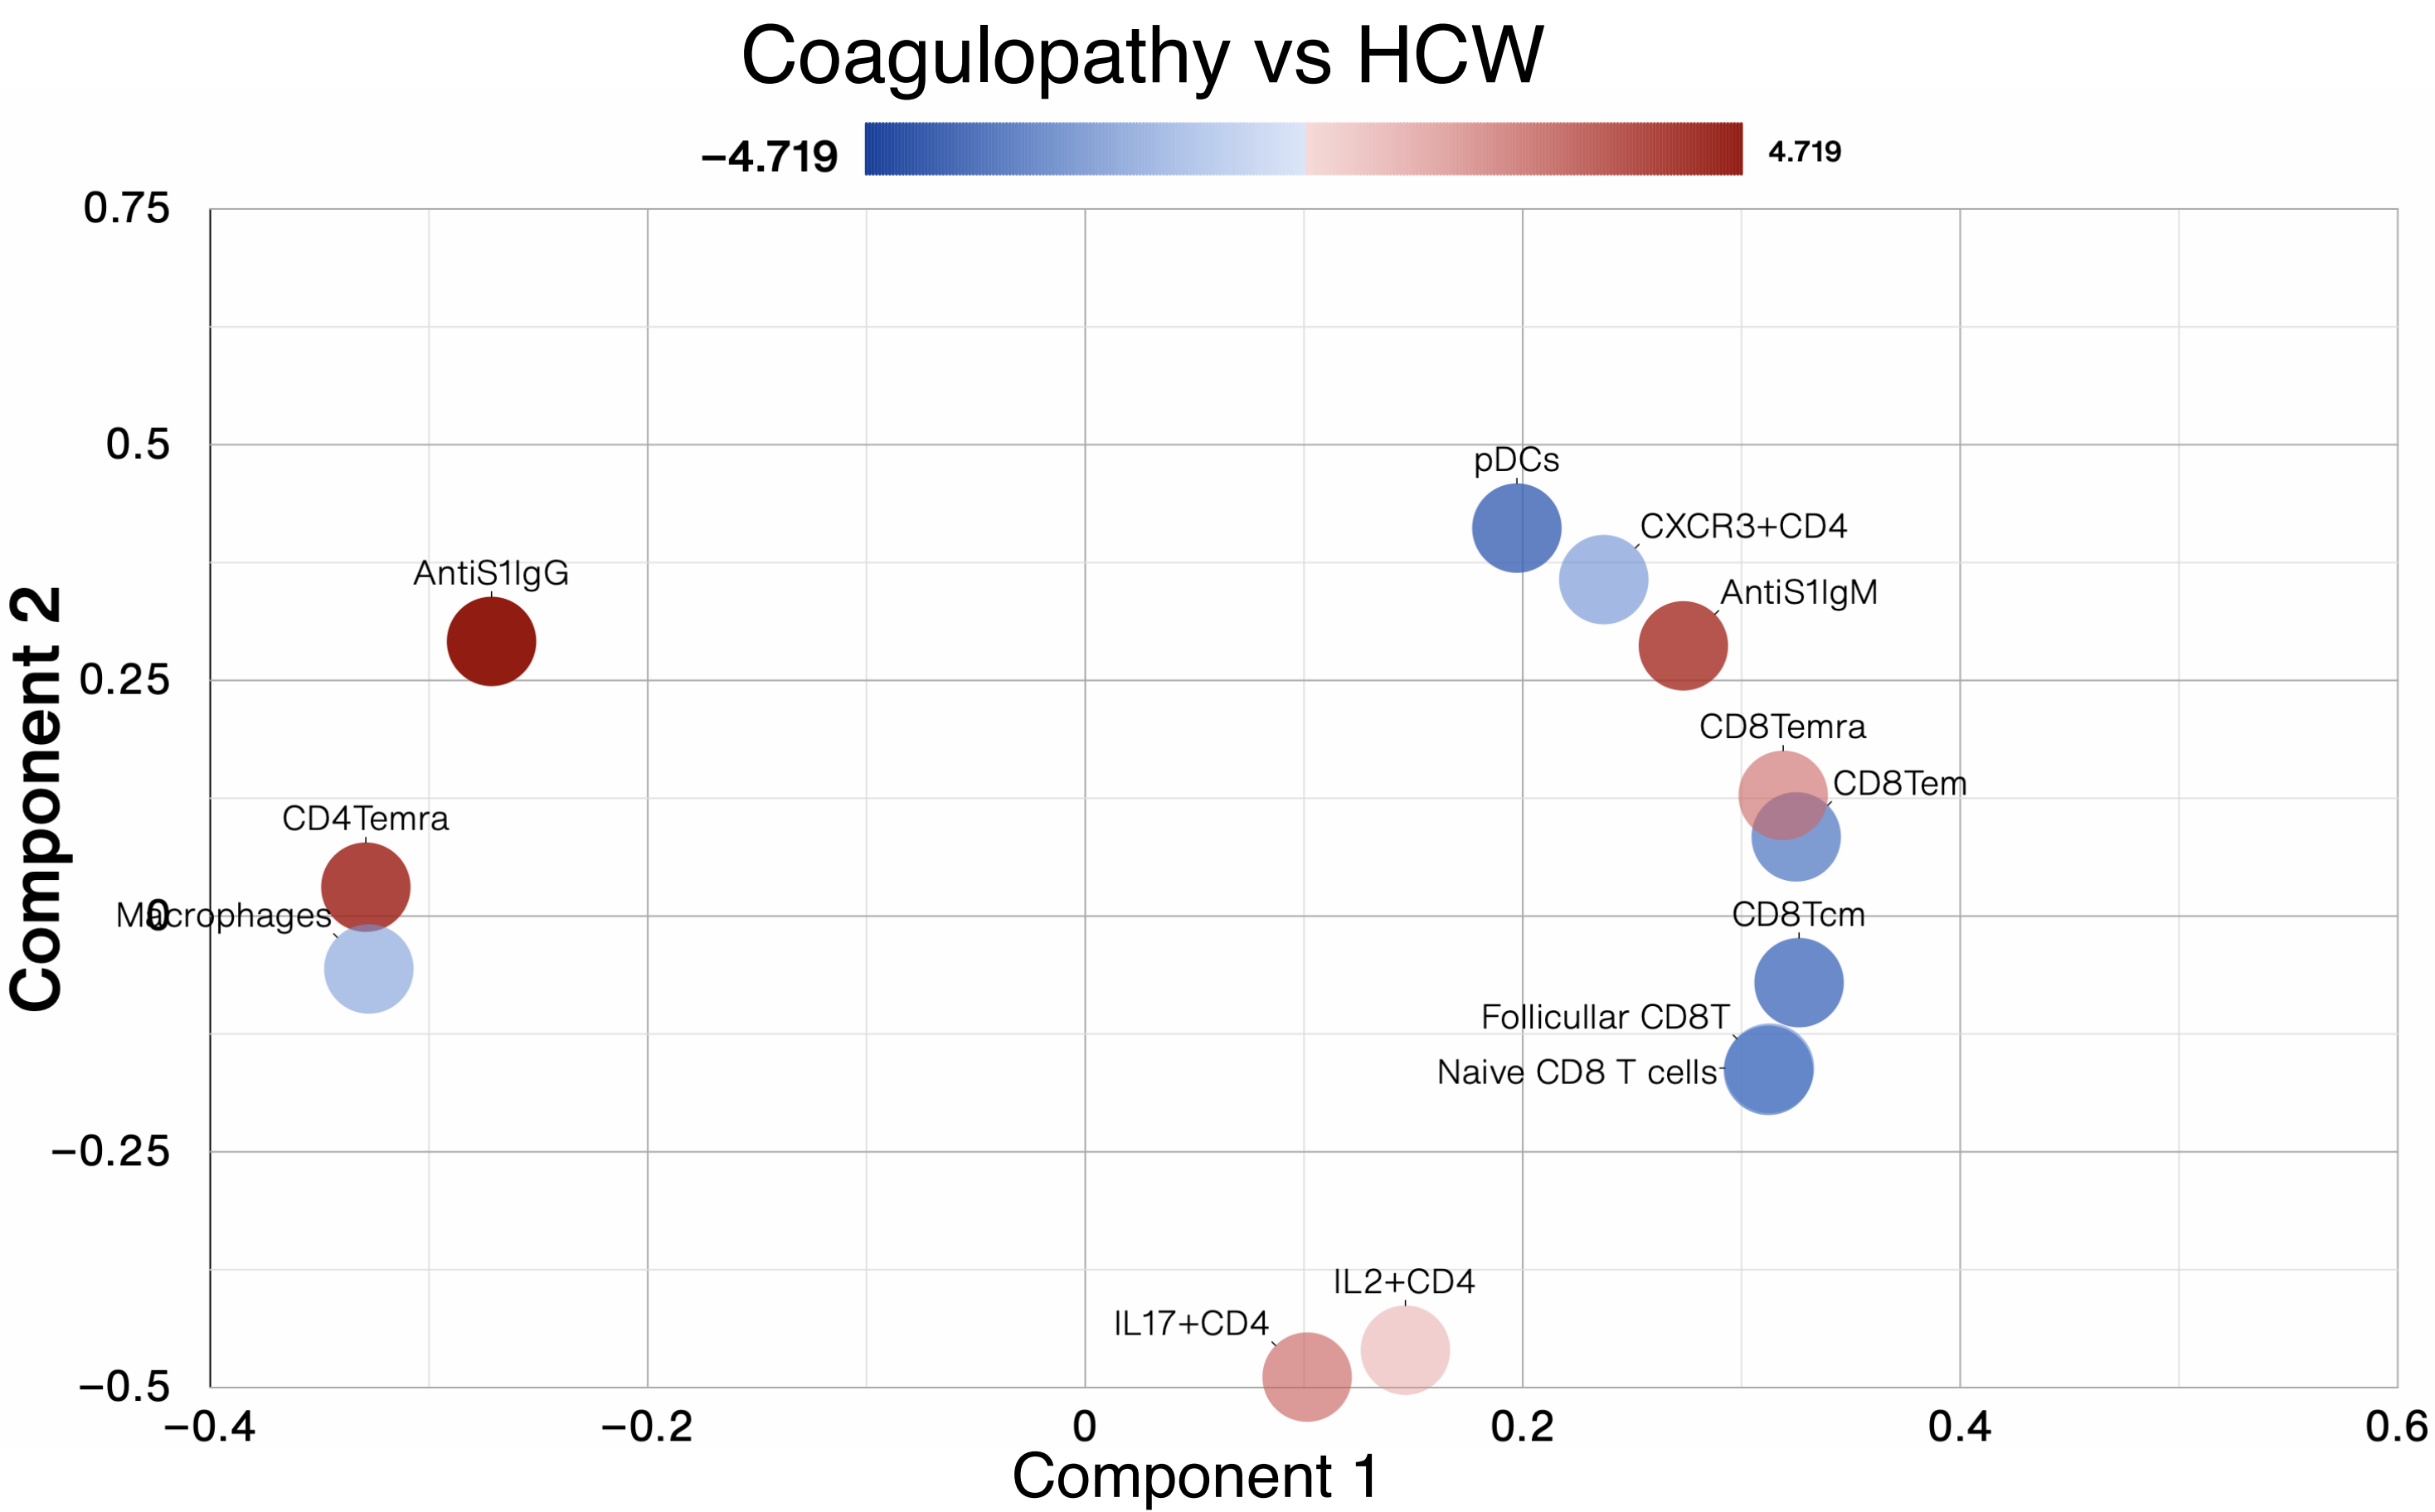 Coagulopathy vs HCW
−4.719
4.719
0.75
0.5
0.25
0
−0.25
−0.5
Component 2
pDCs
CXCR3+CD4
AntiS1IgG
AntiS1IgM
CD8Temra
CD8Tem
CD4Temra
Macrophages
CD8Tcm
Follicullar CD8T
Naive CD8 T cells
IL2+CD4
IL17+CD4
−0.4
−0.2
0
0.2
0.4
0.6
Component 1